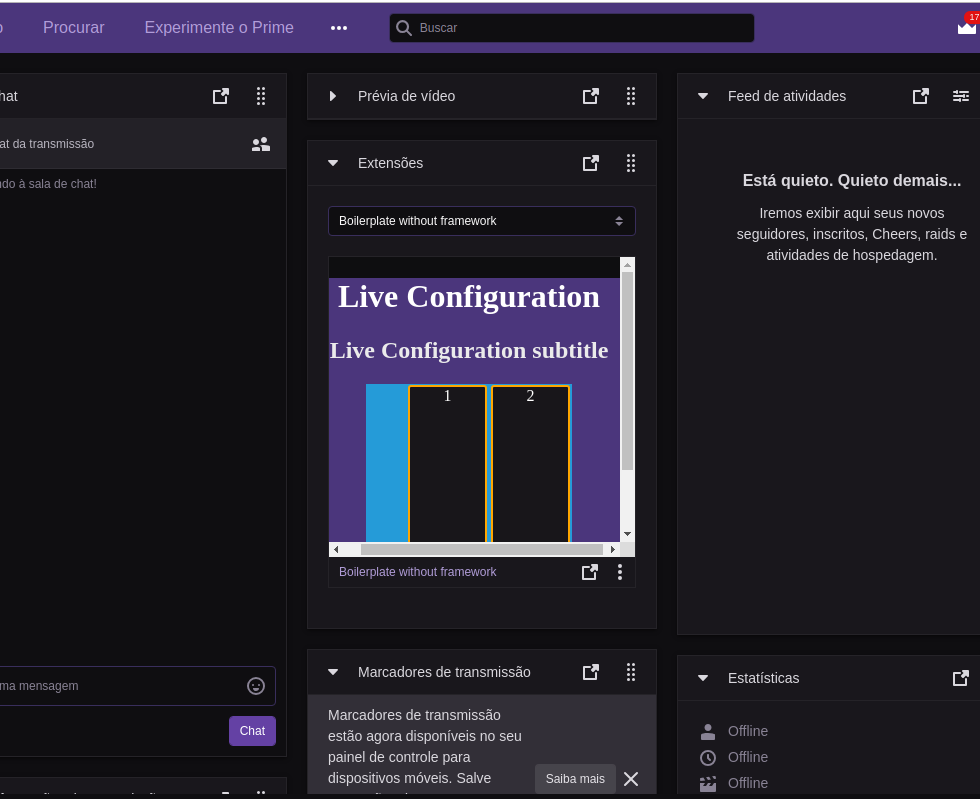 o Procurar Experimente o Prime ••• Buscar 17
hat
at da transmissão
ndo à sala de chat!
ma mensagem
Chat
Prévia de vídeo
Extensões
Boilerplate without framework
Live Configuration
Live Configuration subtitle
1 2
Boilerplate without framework
Marcadores de transmissão
Marcadores de transmissão
estão agora disponíveis no seu
painel de controle para
dispositivos móveis. Salve
Saiba mais
Feed de atividades
Está quieto. Quieto demais...
Iremos exibir aqui seus novos
seguidores, inscritos, Cheers, raids e
atividades de hospedagem.
Estatísticas
Offline
Offline
Offline